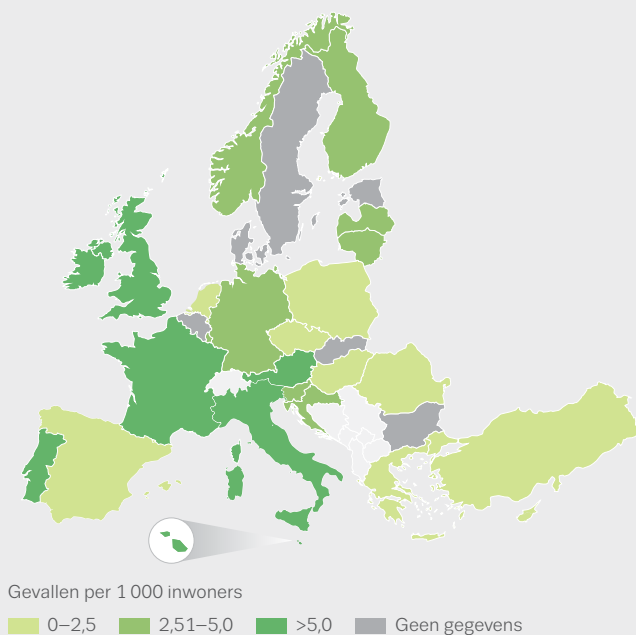 Gevallen per 1 000 inwoners
0–2,5 2,51–5,0 >5,0 Geen gegevens